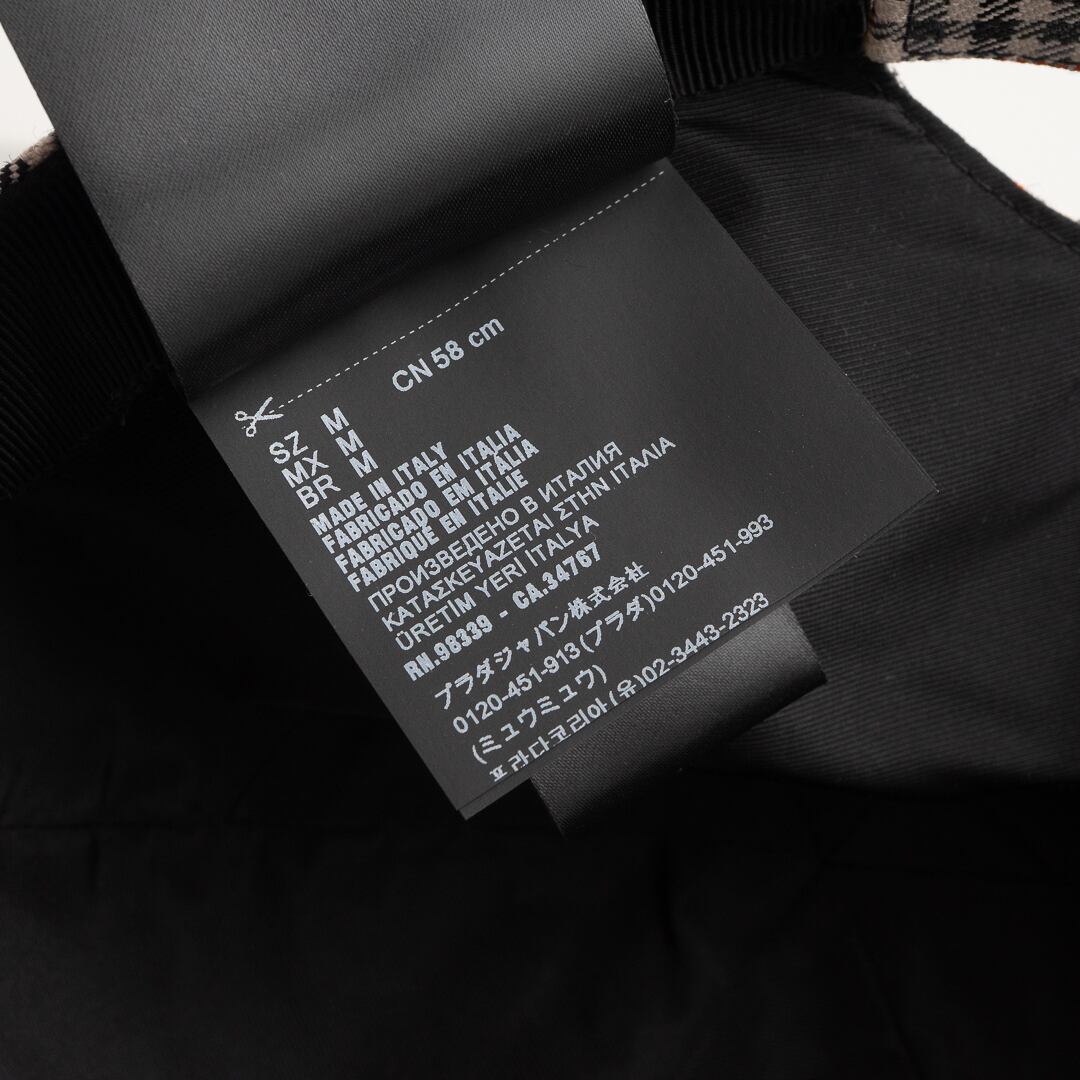 CN 58 cm
SZ M
MX M
BR M
MADE IN ITALY
FABRICADO EN ITALIA
FABRICADO EM ITALIA
FABRIQUÉ EN ITALIE
ПРОИЗВЕДЕНО В ИТАЛИЯ
ΚΑΤΑΣΚΕΥΑΖΕΤΑΙ ΣΤΗΝ ΙΤΑΛΙΑ
ÜRETİM YERİ İTALYA
RN.98339 - CA.34767
プラダジャパン株式会社
0120-451-913(プラダ)0120-451-993
(ミュウミュウ)
프라다코리아(유)02-3443-2323